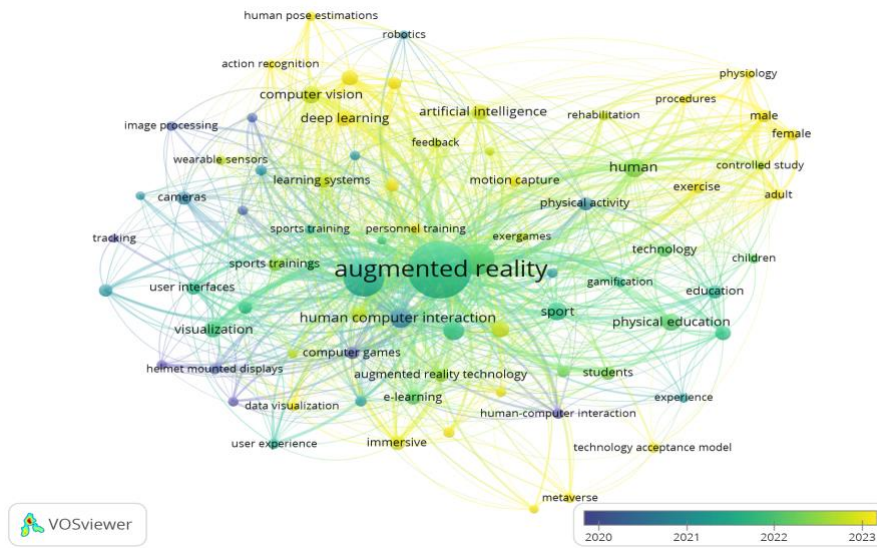 human pose estimations
robotics
action recognition
physiology
computer vision
procedures
artificial intelligence
rehabilitation
male
deep learning
image processing
female
feedback
wearable sensors
human
controlled study
learning systems
motion capture
exercise
adult
cameras
physical activity
sports training
personnel training
exergames
tracking
technology
children
sports trainings
augmented reality
user interfaces
gamification
education
sport
human computer interaction
physical education
visualization
computer games
helmet mounted displays
augmented reality technology
students
e-learning
experience
data visualization
human-computer interaction
user experience
immersive
technology acceptance model
metaverse
VOSviewer
2020 2021 2022 2023